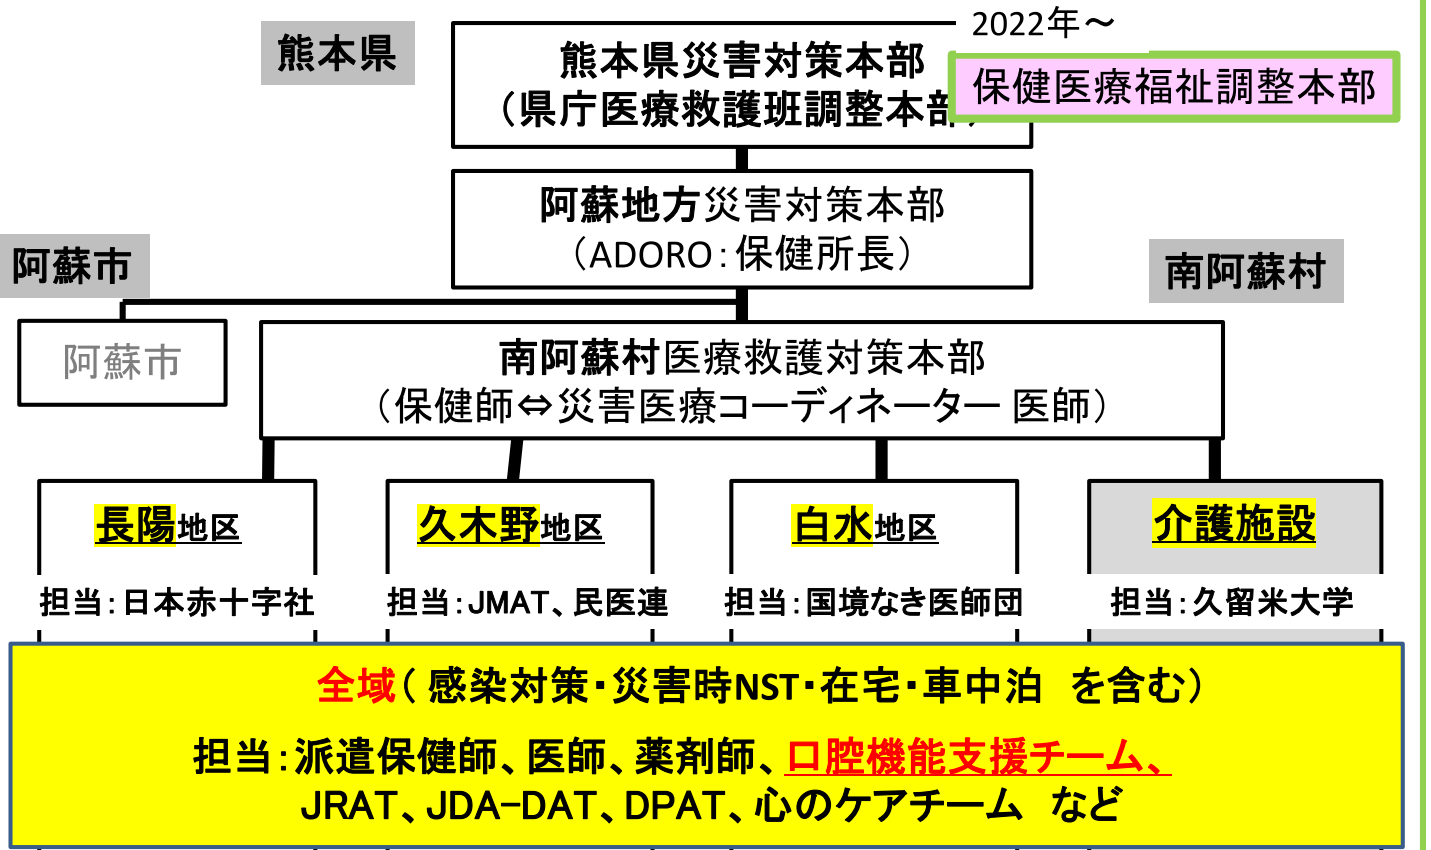 2022年～
熊本県
熊本県災害対策本部
（県庁医療救護班調整本部）
保健医療福祉調整本部
阿蘇地方災害対策本部
（ADORO：保健所長）
阿蘇市
南阿蘇村
阿蘇市
南阿蘇村医療救護対策本部
（保健師⇔災害医療コーディネーター 医師）
長陽地区
久木野地区
白水地区
介護施設
担当：日本赤十字社
担当：JMAT、民医連
担当：国境なき医師団
担当：久留米大学
全域（ 感染対策・災害時NST・在宅・車中泊　を含む）
担当：派遣保健師、医師、薬剤師、口腔機能支援チーム、
JRAT、JDA-DAT、DPAT、心のケアチーム　など